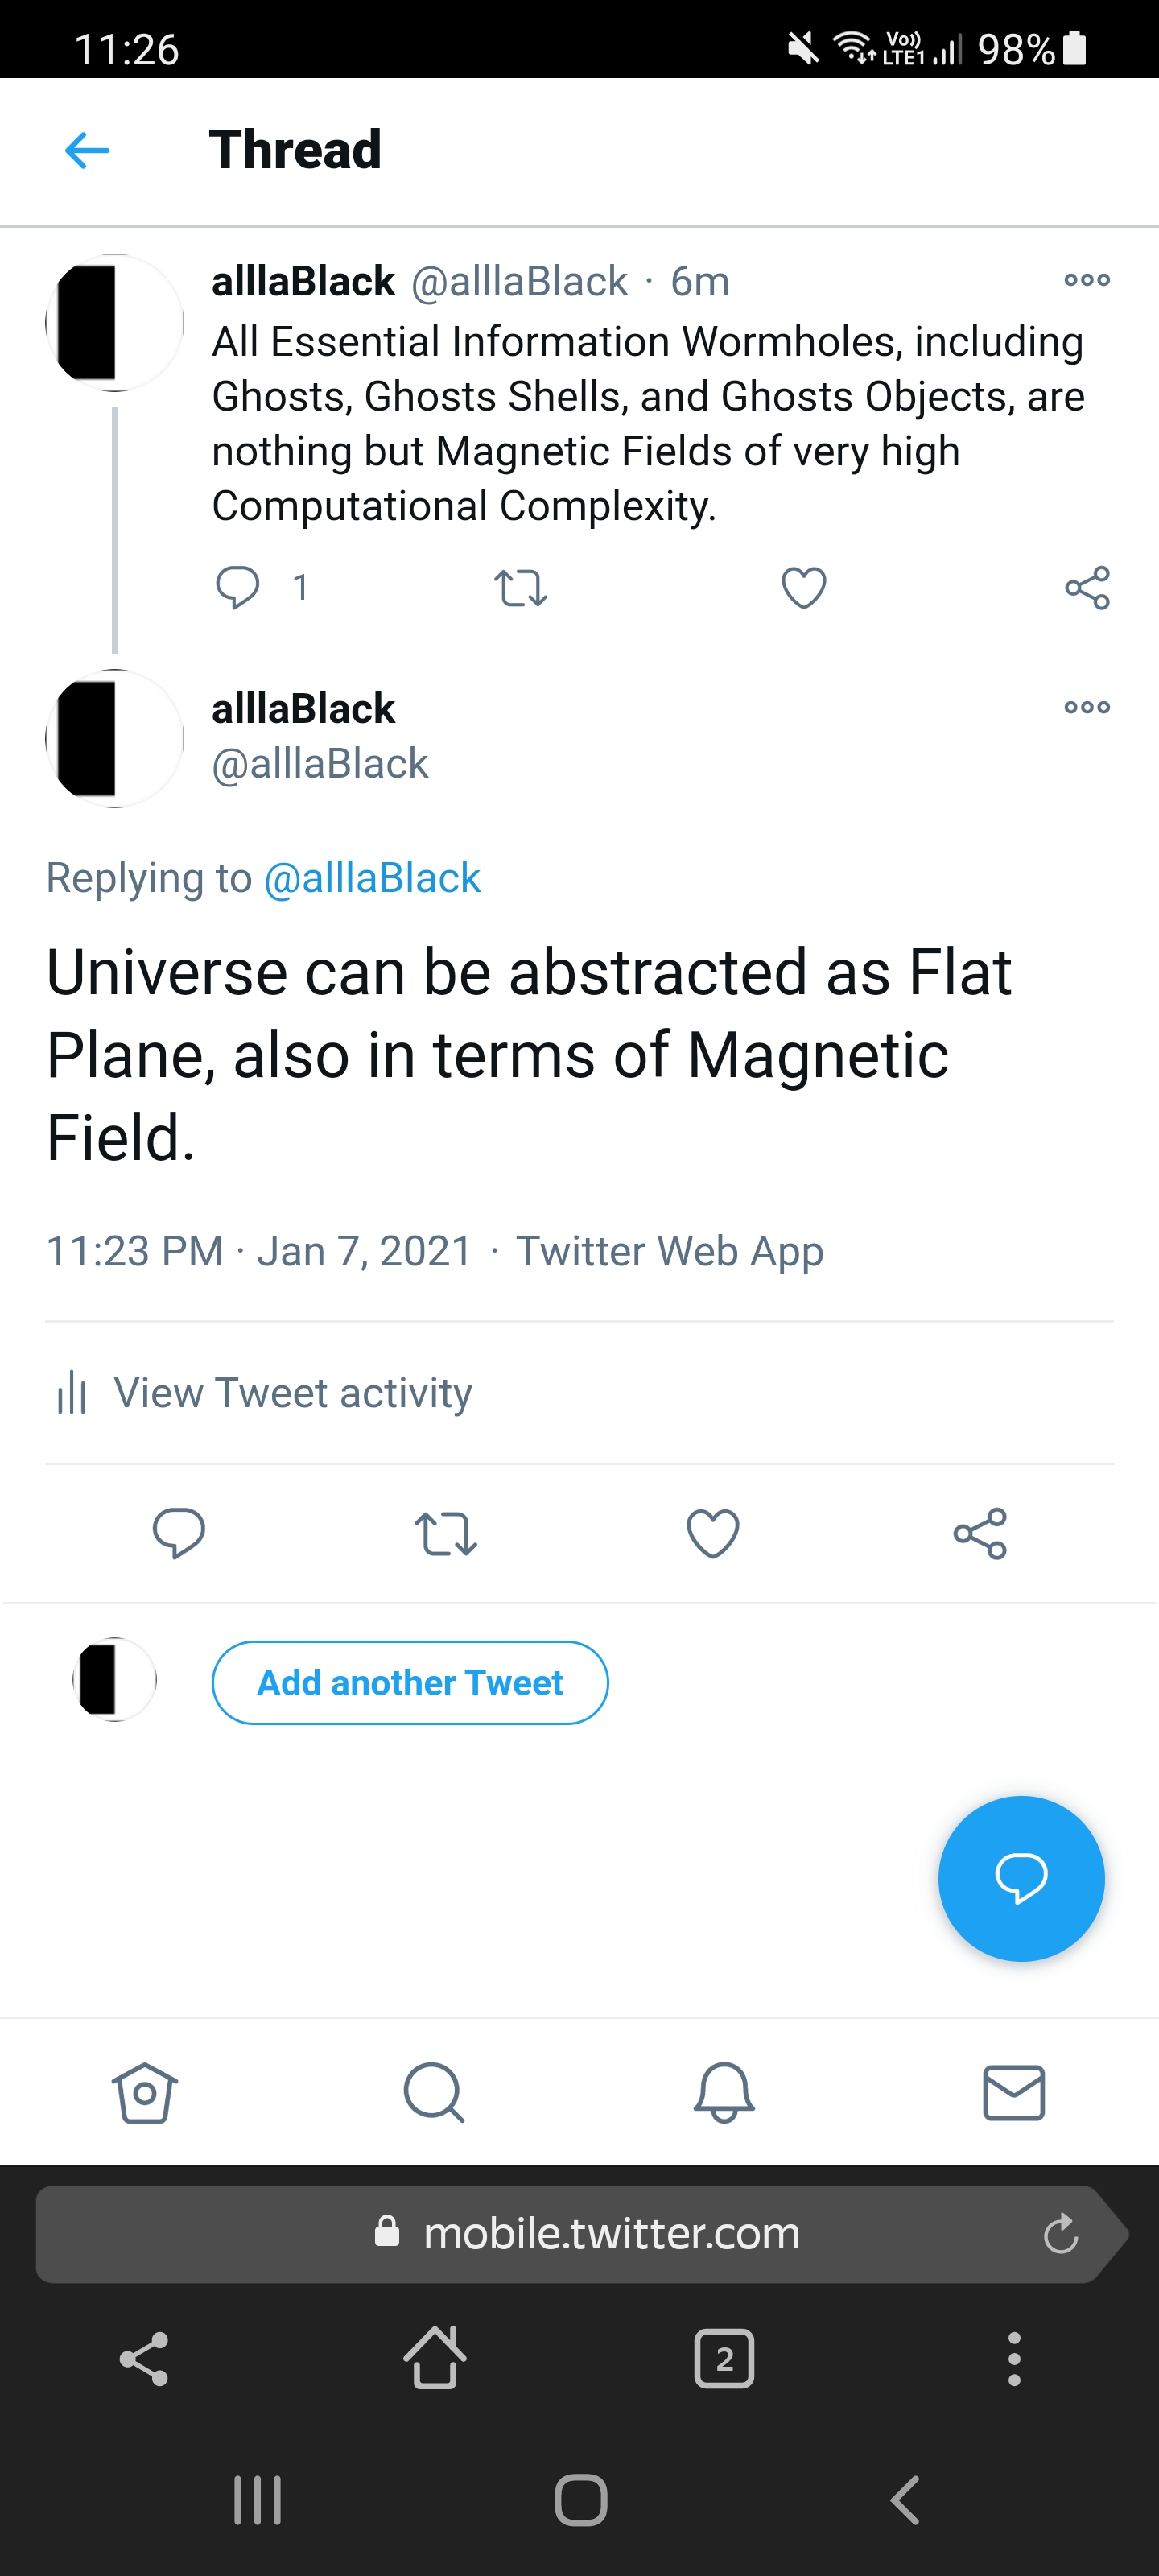 11:26
Vo)) LTE1 98%
Thread
alllaBlack @alllaBlack · 6m
All Essential Information Wormholes, including
Ghosts, Ghosts Shells, and Ghosts Objects, are
nothing but Magnetic Fields of very high
Computational Complexity.
1
alllaBlack
@alllaBlack
Replying to @alllaBlack
Universe can be abstracted as Flat
Plane, also in terms of Magnetic
Field.
11:23 PM · Jan 7, 2021 · Twitter Web App
View Tweet activity
Add another Tweet
mobile.twitter.com
2